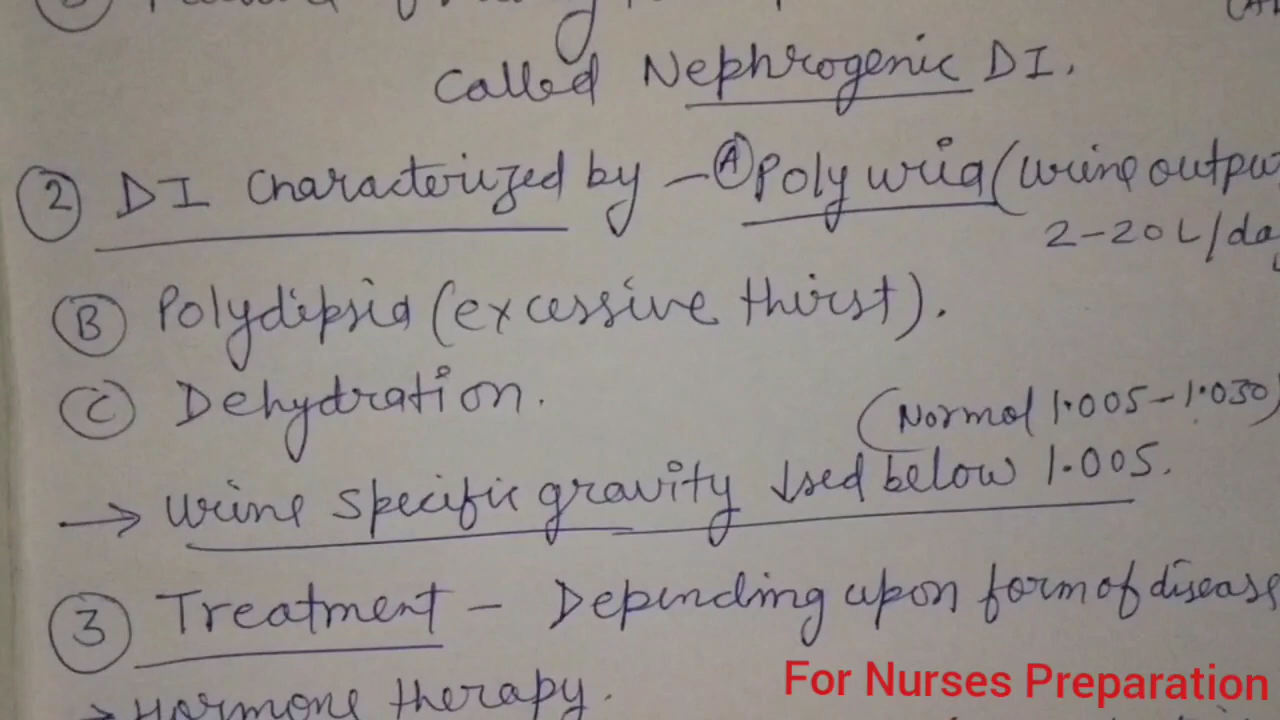 called Nephrogenic DI.
② DI Characterized by – Ⓐ Polyuria (urine outpu
2-20L/da
Ⓑ Polydipsia (excessive thirst).
Ⓒ Dehydration.
(Normal 1.005-1.030)
→ urine specific gravity ↓sed below 1.005.
③ Treatment – Depending upon form of diseas
→ Hormone therapy.
For Nurses Preparation